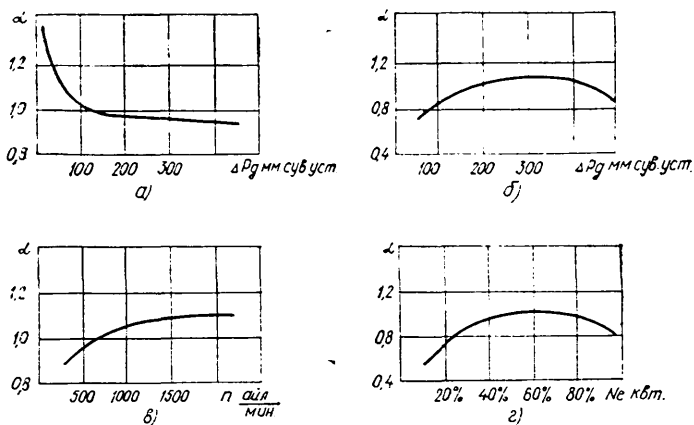 α
1,2
1,0
0,8
100 200 300 ΔPg мм сув уст.
а)
α
1,2
0,8
0,4
100 200 300 ΔPg мм сув.уст.
б)
α
1,2
1,0
0,8
500 1000 1500 n айл/мин
в)
α
1,2
0,8
0,4
20% 40% 60% 80% Ne квт.
г)